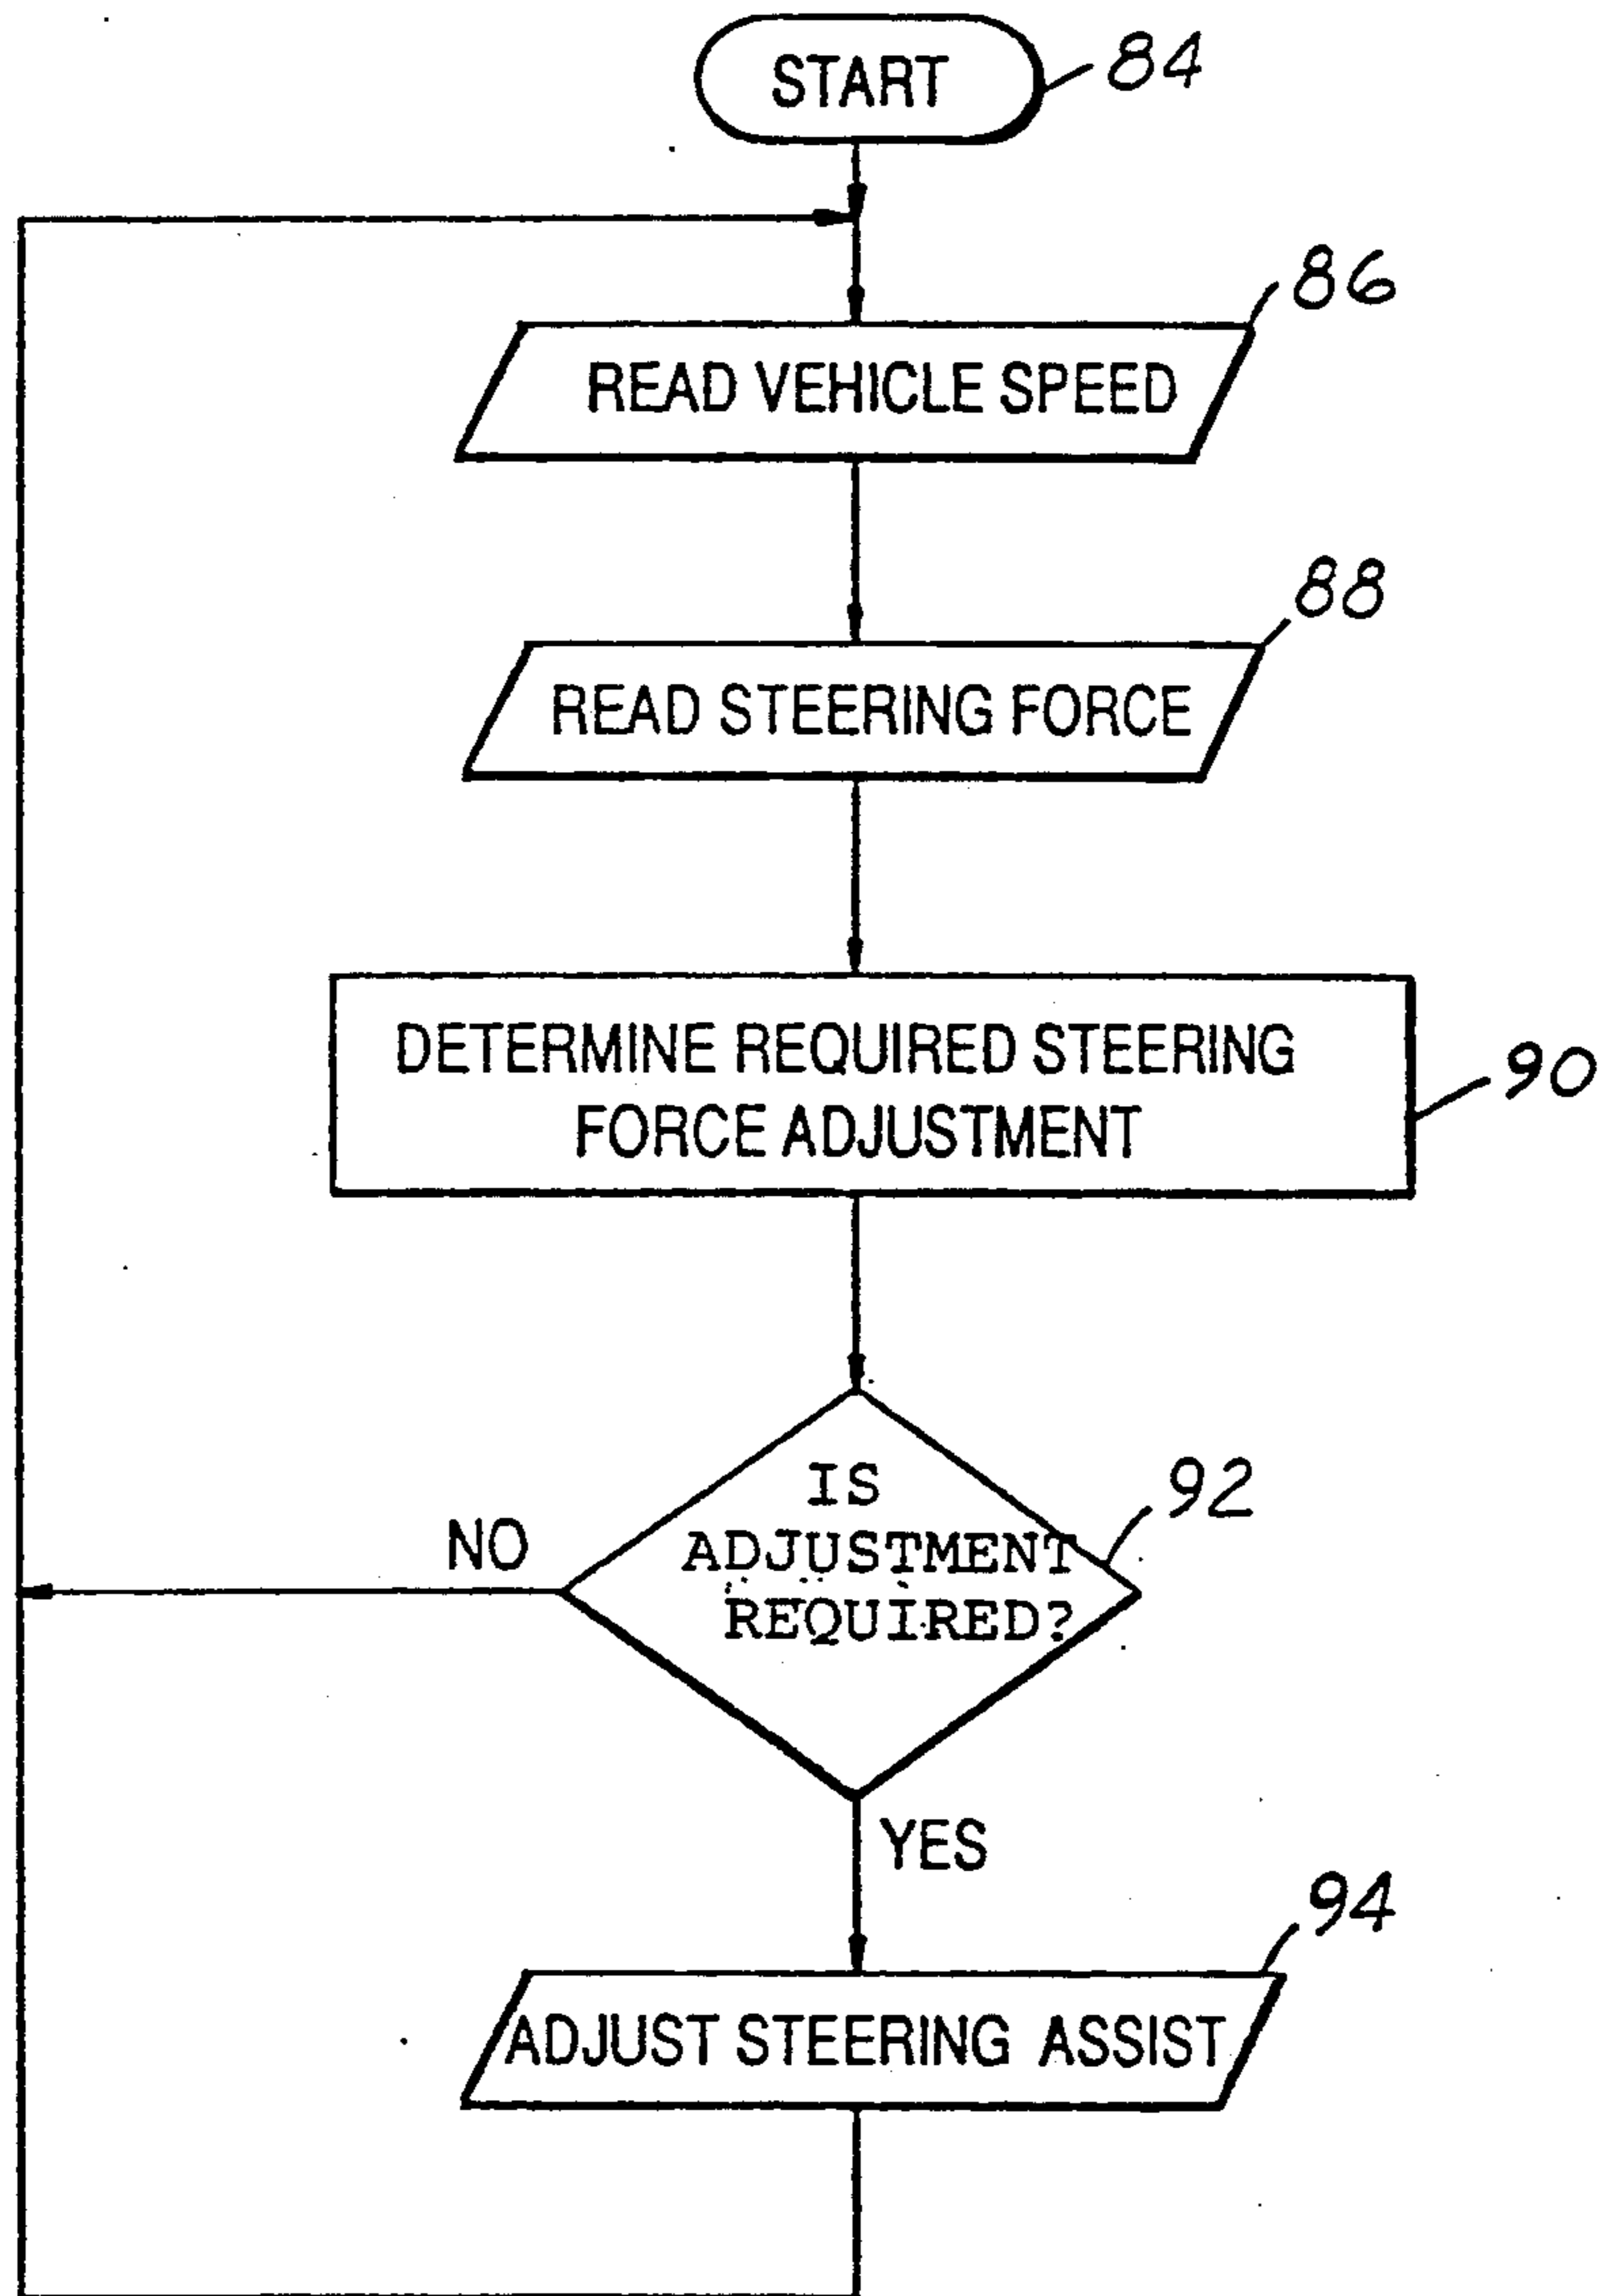 START
84
86
READ VEHICLE SPEED
88
READ STEERING FORCE
DETERMINE REQUIRED STEERING
FORCE ADJUSTMENT
90
IS
ADJUSTMENT
REQUIRED?
92
NO
YES
94
ADJUST STEERING ASSIST